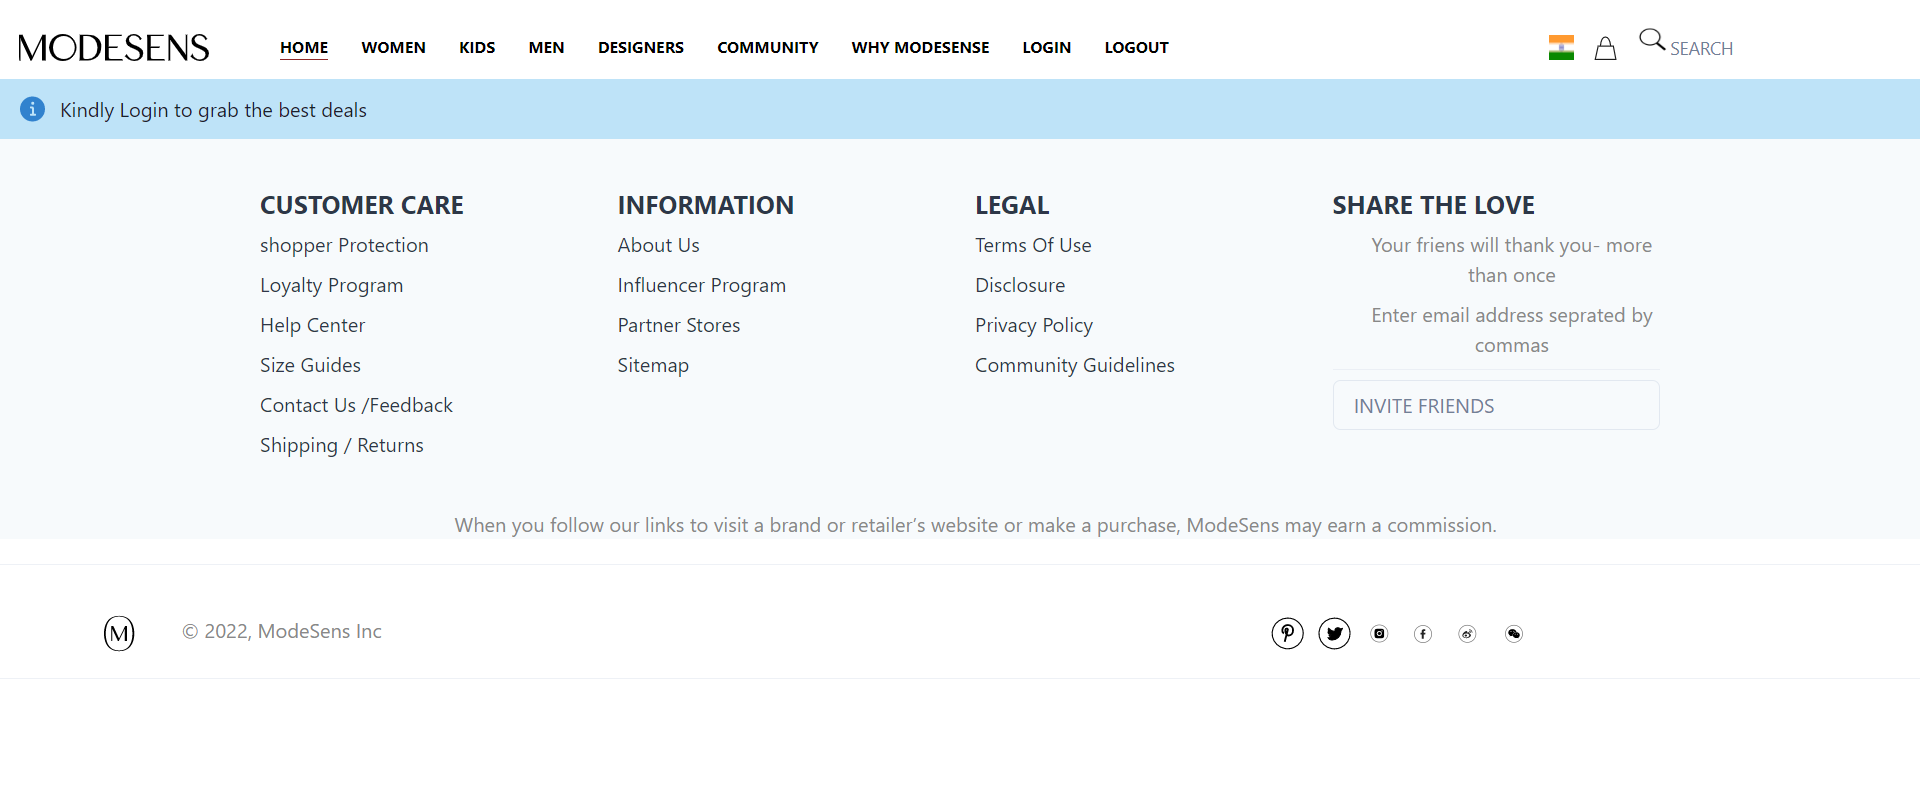 MODESENS
HOME WOMEN KIDS MEN DESIGNERS COMMUNITY WHY MODESENSE LOGIN LOGOUT
SEARCH
Kindly Login to grab the best deals
CUSTOMER CARE
shopper Protection
Loyalty Program
Help Center
Size Guides
Contact Us /Feedback
Shipping / Returns
INFORMATION
About Us
Influencer Program
Partner Stores
Sitemap
LEGAL
Terms Of Use
Disclosure
Privacy Policy
Community Guidelines
SHARE THE LOVE
Your friens will thank you- more
than once
Enter email address seprated by
commas
INVITE FRIENDS
When you follow our links to visit a brand or retailer’s website or make a purchase, ModeSens may earn a commission.
M
© 2022, ModeSens Inc